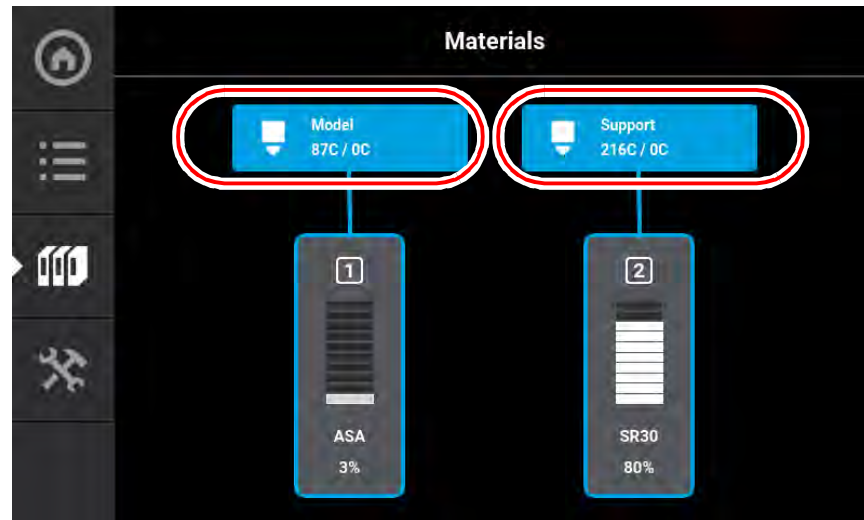 Materials
Model
87C / 0C
Support
216C / 0C
1
2
ASA
3%
SR30
80%